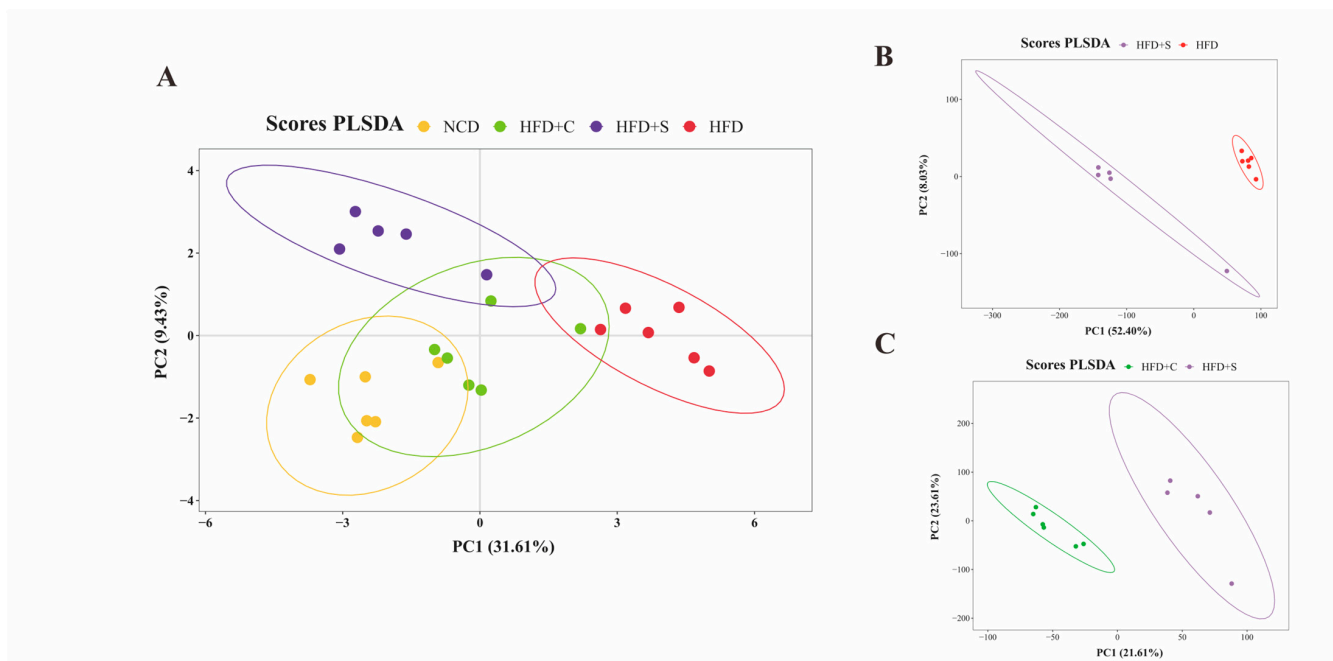 A
Scores PLSDA NCD HFD+C HFD+S HFD
4
2
0
−2
−4
−6 −3 0 3 6
PC2 (9.43%)
PC1 (31.61%)
B
Scores PLSDA HFD+S HFD
100
0
−100
−300 −200 −100 0 100
PC2 (8.03%)
PC1 (52.40%)
C
Scores PLSDA HFD+C HFD+S
200
100
0
−100
−200
−100 −50 0 50 100
PC2 (23.61%)
PC1 (21.61%)